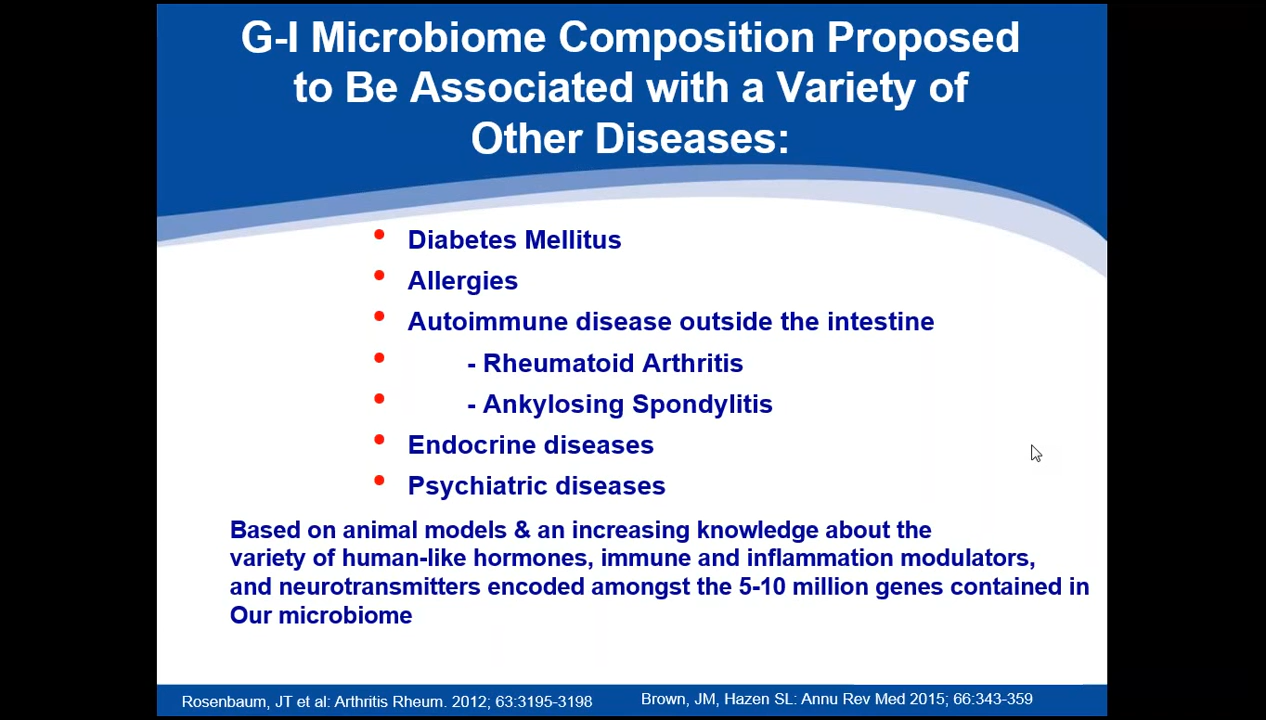 G-I Microbiome Composition Proposed
to Be Associated with a Variety of
Other Diseases:
• Diabetes Mellitus
• Allergies
• Autoimmune disease outside the intestine
• - Rheumatoid Arthritis
• - Ankylosing Spondylitis
• Endocrine diseases
• Psychiatric diseases
Based on animal models & an increasing knowledge about the
variety of human-like hormones, immune and inflammation modulators,
and neurotransmitters encoded amongst the 5-10 million genes contained in
Our microbiome
Rosenbaum, JT et al: Arthritis Rheum. 2012; 63:3195-3198
Brown, JM, Hazen SL: Annu Rev Med 2015; 66:343-359